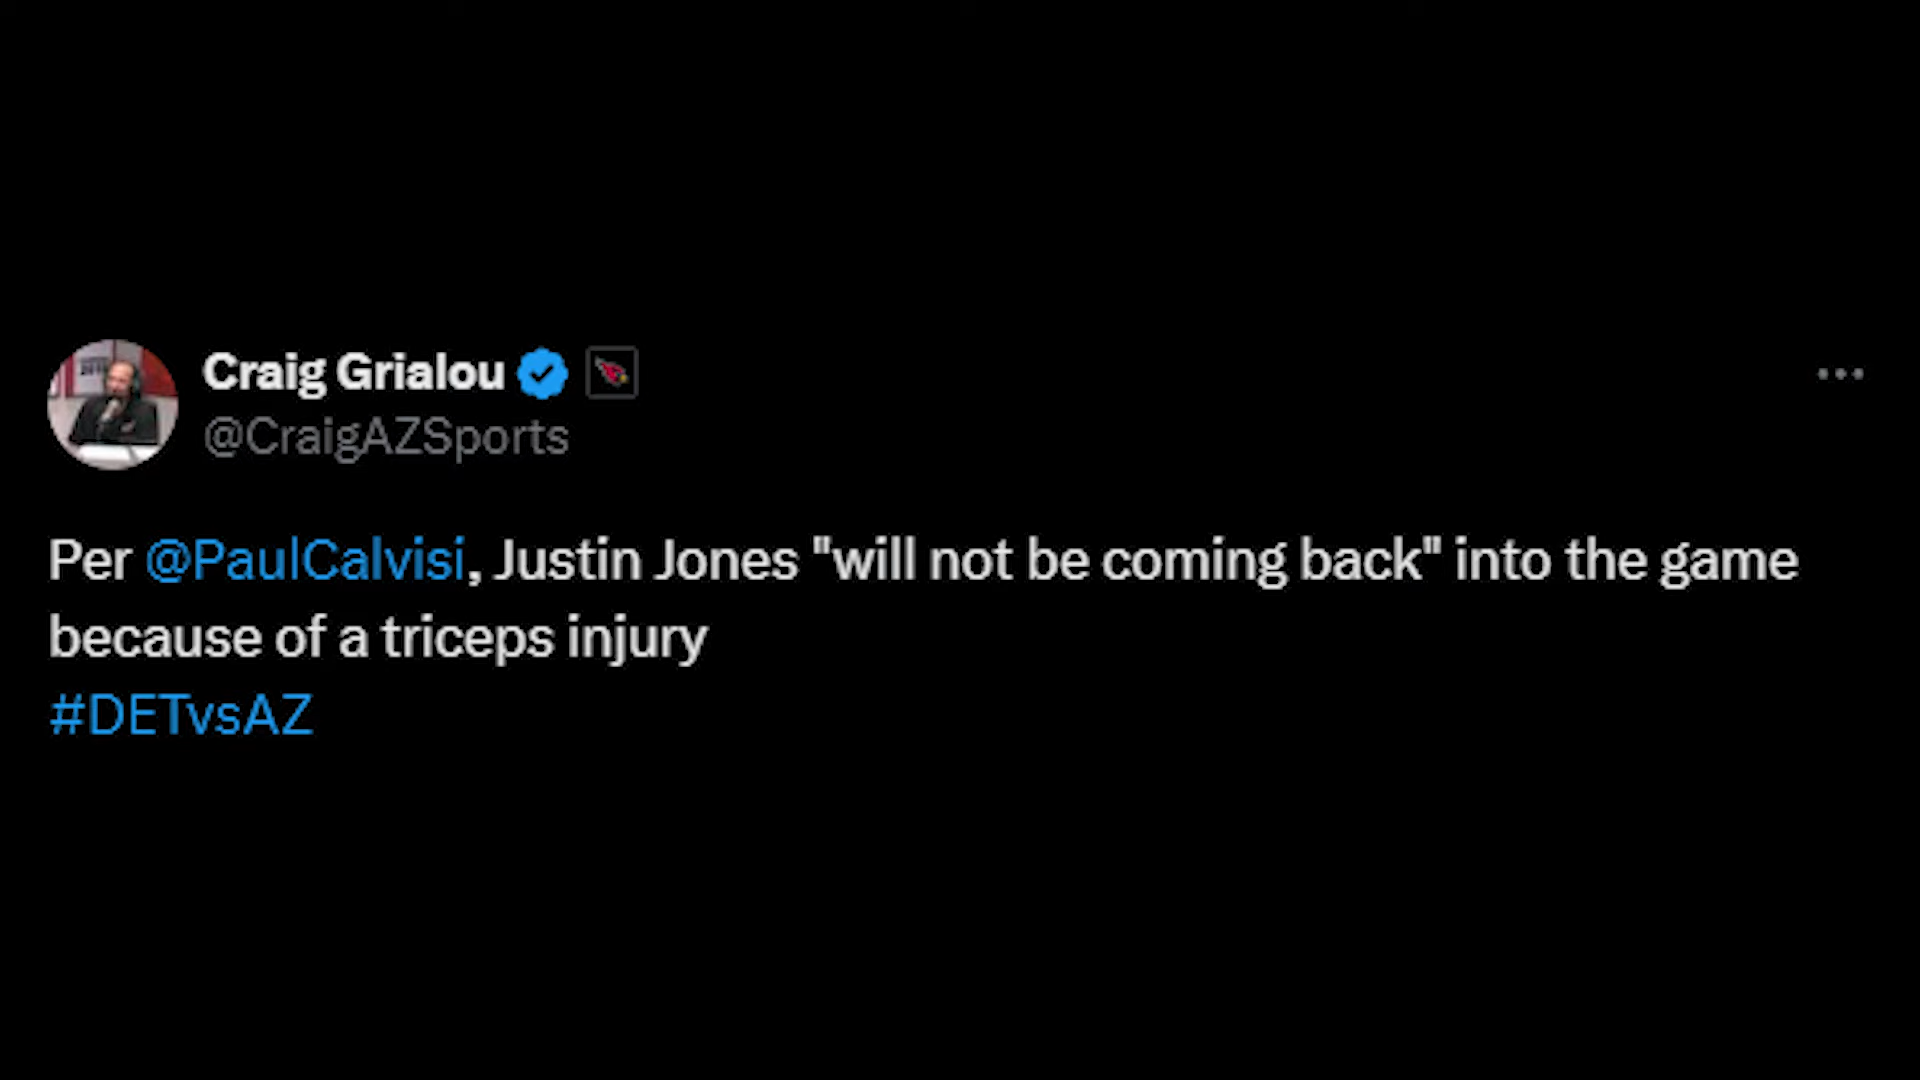 Craig Grialou
@CraigAZSports
Per @PaulCalvisi, Justin Jones "will not be coming back" into the game
because of a triceps injury
#DETvsAZ